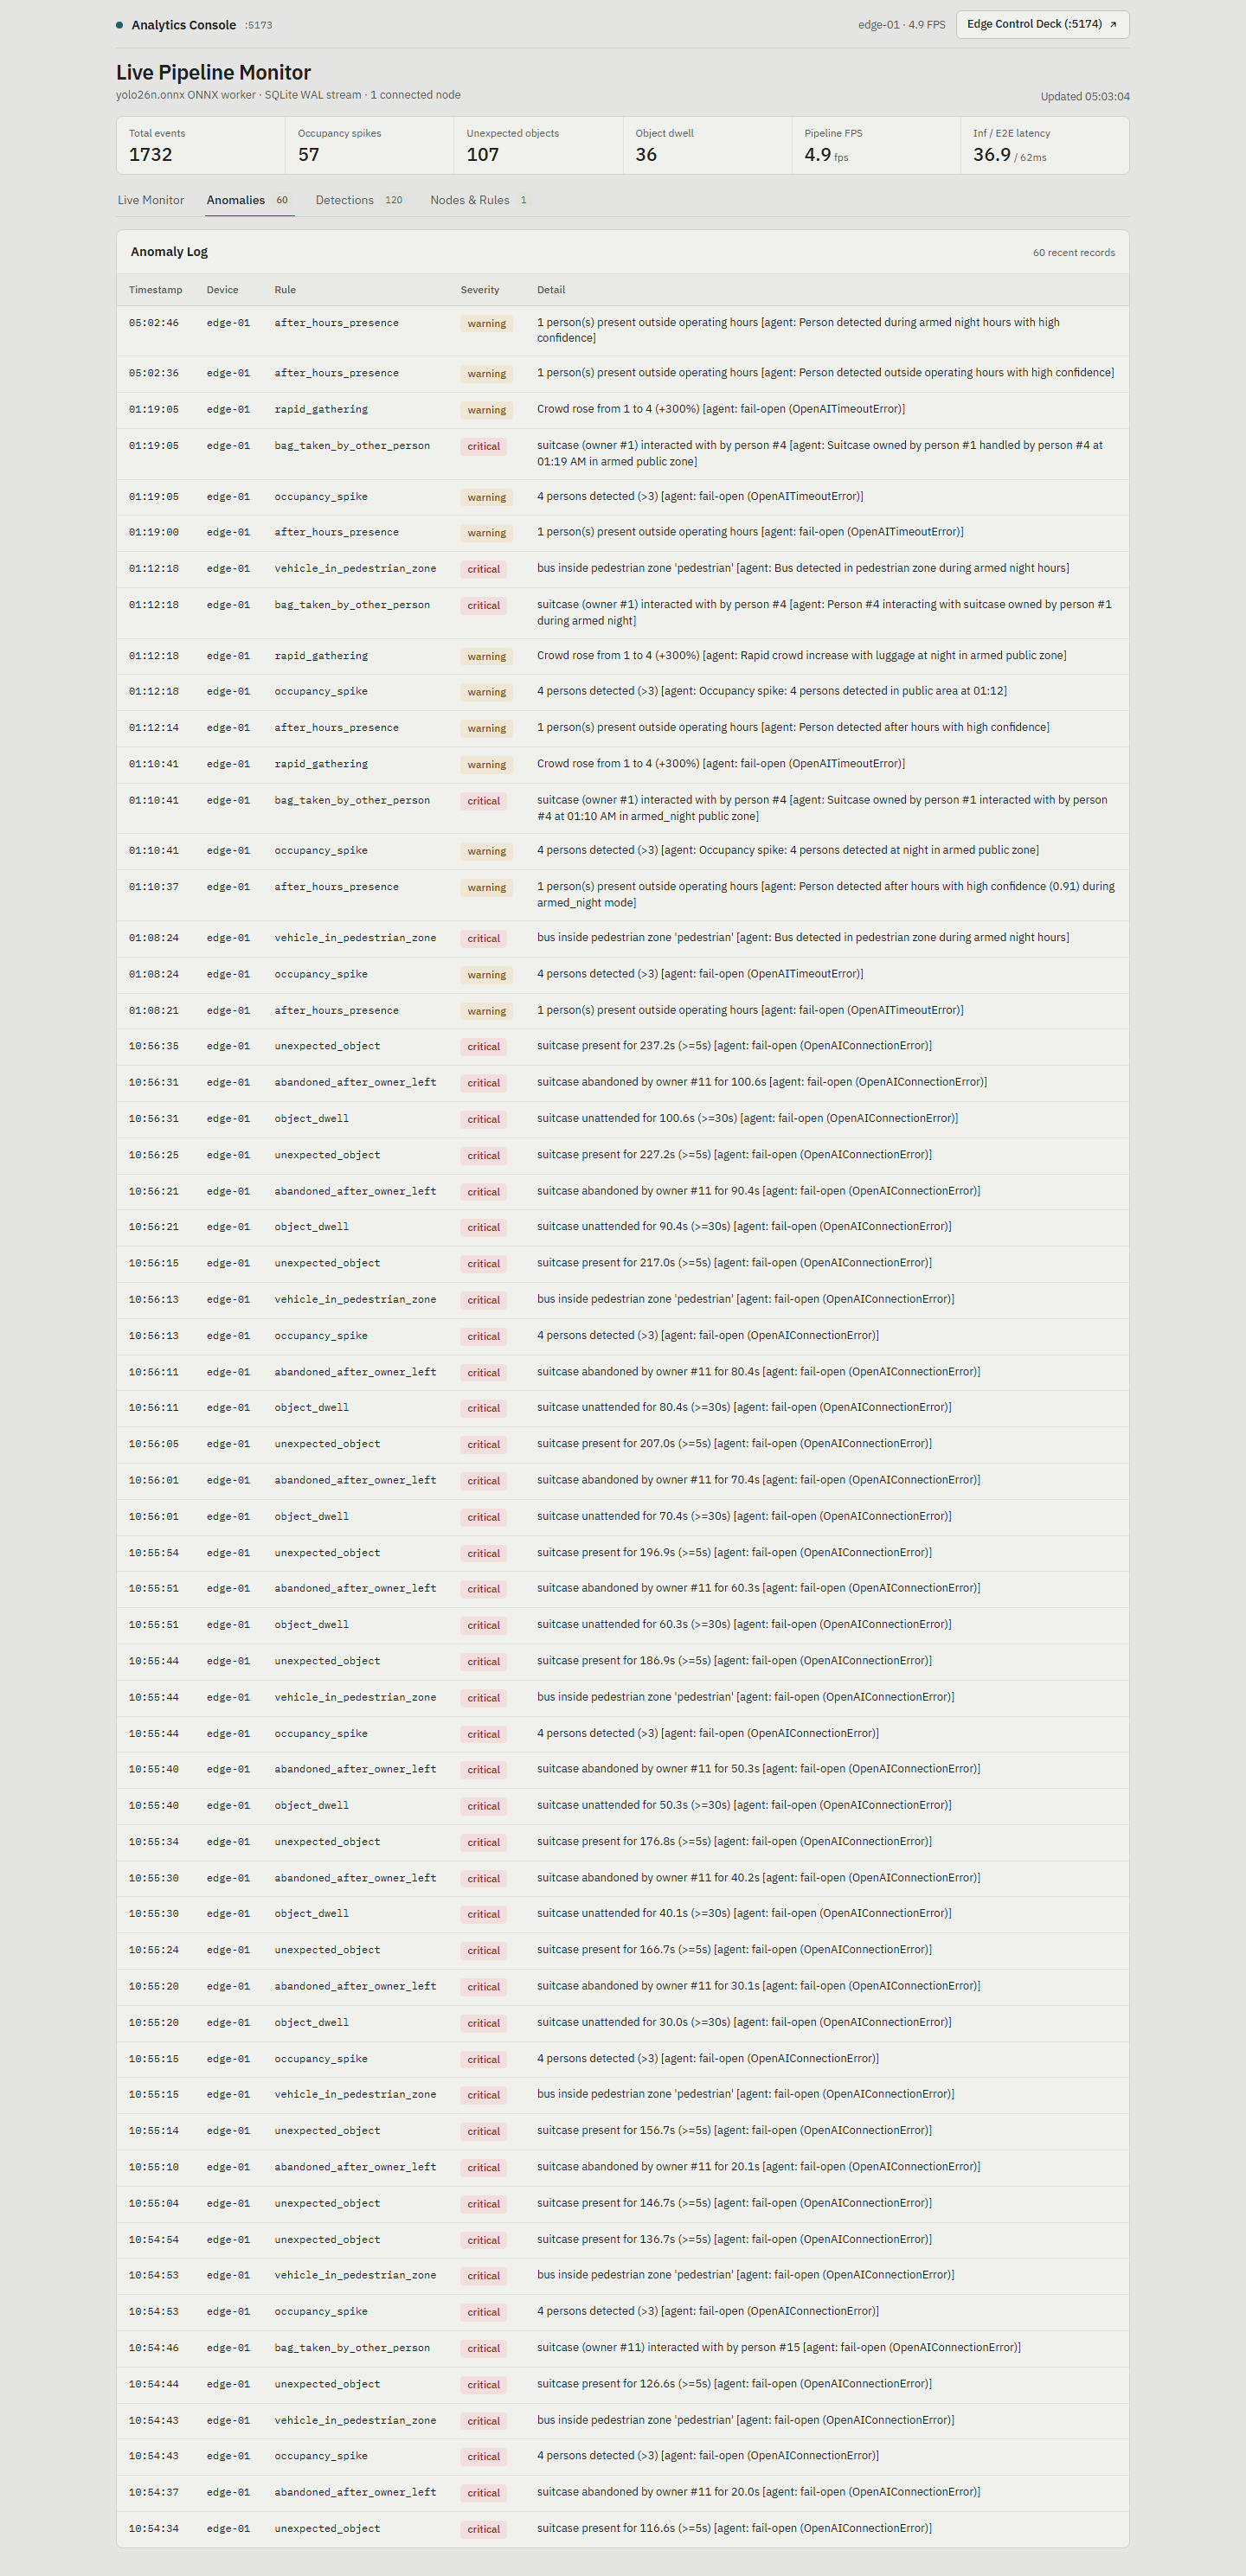 Analytics Console :5173
edge-01 · 4.9 FPS
Edge Control Deck (:5174) ↗
Live Pipeline Monitor
yolo26n.onnx ONNX worker · SQLite WAL stream · 1 connected node
Updated 05:03:04
Total events
1732
Occupancy spikes
57
Unexpected objects
107
Object dwell
36
Pipeline FPS
4.9 fps
Inf / E2E latency
36.9 / 62ms
Live Monitor
Anomalies 60
Detections 120
Nodes & Rules 1
Anomaly Log
60 recent records
Timestamp Device Rule Severity Detail
05:02:46 edge-01 after_hours_presence warning 1 person(s) present outside operating hours [agent: Person detected during armed night hours with high
confidence]
05:02:36 edge-01 after_hours_presence warning 1 person(s) present outside operating hours [agent: Person detected outside operating hours with high confidence]
01:19:05 edge-01 rapid_gathering warning Crowd rose from 1 to 4 (+300%) [agent: fail-open (OpenAITimeoutError)]
01:19:05 edge-01 bag_taken_by_other_person critical suitcase (owner #1) interacted with by person #4 [agent: Suitcase owned by person #1 handled by person #4 at
01:19 AM in armed public zone]
01:19:05 edge-01 occupancy_spike warning 4 persons detected (>3) [agent: fail-open (OpenAITimeoutError)]
01:19:00 edge-01 after_hours_presence warning 1 person(s) present outside operating hours [agent: fail-open (OpenAITimeoutError)]
01:12:18 edge-01 vehicle_in_pedestrian_zone critical bus inside pedestrian zone 'pedestrian' [agent: Bus detected in pedestrian zone during armed night hours]
01:12:18 edge-01 bag_taken_by_other_person critical suitcase (owner #1) interacted with by person #4 [agent: Person #4 interacting with suitcase owned by person #1
during armed night]
01:12:18 edge-01 rapid_gathering warning Crowd rose from 1 to 4 (+300%) [agent: Rapid crowd increase with luggage at night in armed public zone]
01:12:18 edge-01 occupancy_spike warning 4 persons detected (>3) [agent: Occupancy spike: 4 persons detected in public area at 01:12]
01:12:14 edge-01 after_hours_presence warning 1 person(s) present outside operating hours [agent: Person detected after hours with high confidence]
01:10:41 edge-01 rapid_gathering warning Crowd rose from 1 to 4 (+300%) [agent: fail-open (OpenAITimeoutError)]
01:10:41 edge-01 bag_taken_by_other_person critical suitcase (owner #1) interacted with by person #4 [agent: Suitcase owned by person #1 interacted with by person
#4 at 01:10 AM in armed_night public zone]
01:10:41 edge-01 occupancy_spike warning 4 persons detected (>3) [agent: Occupancy spike: 4 persons detected at night in armed public zone]
01:10:37 edge-01 after_hours_presence warning 1 person(s) present outside operating hours [agent: Person detected after hours with high confidence (0.91) during
armed_night mode]
01:08:24 edge-01 vehicle_in_pedestrian_zone critical bus inside pedestrian zone 'pedestrian' [agent: Bus detected in pedestrian zone during armed night hours]
01:08:24 edge-01 occupancy_spike warning 4 persons detected (>3) [agent: fail-open (OpenAITimeoutError)]
01:08:21 edge-01 after_hours_presence warning 1 person(s) present outside operating hours [agent: fail-open (OpenAITimeoutError)]
10:56:35 edge-01 unexpected_object critical suitcase present for 237.2s (>=5s) [agent: fail-open (OpenAIConnectionError)]
10:56:31 edge-01 abandoned_after_owner_left critical suitcase abandoned by owner #11 for 100.6s [agent: fail-open (OpenAIConnectionError)]
10:56:31 edge-01 object_dwell critical suitcase unattended for 100.6s (>=30s) [agent: fail-open (OpenAIConnectionError)]
10:56:25 edge-01 unexpected_object critical suitcase present for 227.2s (>=5s) [agent: fail-open (OpenAIConnectionError)]
10:56:21 edge-01 abandoned_after_owner_left critical suitcase abandoned by owner #11 for 90.4s [agent: fail-open (OpenAIConnectionError)]
10:56:21 edge-01 object_dwell critical suitcase unattended for 90.4s (>=30s) [agent: fail-open (OpenAIConnectionError)]
10:56:15 edge-01 unexpected_object critical suitcase present for 217.0s (>=5s) [agent: fail-open (OpenAIConnectionError)]
10:56:13 edge-01 vehicle_in_pedestrian_zone critical bus inside pedestrian zone 'pedestrian' [agent: fail-open (OpenAIConnectionError)]
10:56:13 edge-01 occupancy_spike critical 4 persons detected (>3) [agent: fail-open (OpenAIConnectionError)]
10:56:11 edge-01 abandoned_after_owner_left critical suitcase abandoned by owner #11 for 80.4s [agent: fail-open (OpenAIConnectionError)]
10:56:11 edge-01 object_dwell critical suitcase unattended for 80.4s (>=30s) [agent: fail-open (OpenAIConnectionError)]
10:56:05 edge-01 unexpected_object critical suitcase present for 207.0s (>=5s) [agent: fail-open (OpenAIConnectionError)]
10:56:01 edge-01 abandoned_after_owner_left critical suitcase abandoned by owner #11 for 70.4s [agent: fail-open (OpenAIConnectionError)]
10:56:01 edge-01 object_dwell critical suitcase unattended for 70.4s (>=30s) [agent: fail-open (OpenAIConnectionError)]
10:55:54 edge-01 unexpected_object critical suitcase present for 196.9s (>=5s) [agent: fail-open (OpenAIConnectionError)]
10:55:51 edge-01 abandoned_after_owner_left critical suitcase abandoned by owner #11 for 60.3s [agent: fail-open (OpenAIConnectionError)]
10:55:51 edge-01 object_dwell critical suitcase unattended for 60.3s (>=30s) [agent: fail-open (OpenAIConnectionError)]
10:55:44 edge-01 unexpected_object critical suitcase present for 186.9s (>=5s) [agent: fail-open (OpenAIConnectionError)]
10:55:44 edge-01 vehicle_in_pedestrian_zone critical bus inside pedestrian zone 'pedestrian' [agent: fail-open (OpenAIConnectionError)]
10:55:44 edge-01 occupancy_spike critical 4 persons detected (>3) [agent: fail-open (OpenAIConnectionError)]
10:55:40 edge-01 abandoned_after_owner_left critical suitcase abandoned by owner #11 for 50.3s [agent: fail-open (OpenAIConnectionError)]
10:55:40 edge-01 object_dwell critical suitcase unattended for 50.3s (>=30s) [agent: fail-open (OpenAIConnectionError)]
10:55:34 edge-01 unexpected_object critical suitcase present for 176.8s (>=5s) [agent: fail-open (OpenAIConnectionError)]
10:55:30 edge-01 abandoned_after_owner_left critical suitcase abandoned by owner #11 for 40.2s [agent: fail-open (OpenAIConnectionError)]
10:55:30 edge-01 object_dwell critical suitcase unattended for 40.1s (>=30s) [agent: fail-open (OpenAIConnectionError)]
10:55:24 edge-01 unexpected_object critical suitcase present for 166.7s (>=5s) [agent: fail-open (OpenAIConnectionError)]
10:55:20 edge-01 abandoned_after_owner_left critical suitcase abandoned by owner #11 for 30.1s [agent: fail-open (OpenAIConnectionError)]
10:55:20 edge-01 object_dwell critical suitcase unattended for 30.0s (>=30s) [agent: fail-open (OpenAIConnectionError)]
10:55:15 edge-01 occupancy_spike critical 4 persons detected (>3) [agent: fail-open (OpenAIConnectionError)]
10:55:15 edge-01 vehicle_in_pedestrian_zone critical bus inside pedestrian zone 'pedestrian' [agent: fail-open (OpenAIConnectionError)]
10:55:14 edge-01 unexpected_object critical suitcase present for 156.7s (>=5s) [agent: fail-open (OpenAIConnectionError)]
10:55:10 edge-01 abandoned_after_owner_left critical suitcase abandoned by owner #11 for 20.1s [agent: fail-open (OpenAIConnectionError)]
10:55:04 edge-01 unexpected_object critical suitcase present for 146.7s (>=5s) [agent: fail-open (OpenAIConnectionError)]
10:54:54 edge-01 unexpected_object critical suitcase present for 136.7s (>=5s) [agent: fail-open (OpenAIConnectionError)]
10:54:53 edge-01 vehicle_in_pedestrian_zone critical bus inside pedestrian zone 'pedestrian' [agent: fail-open (OpenAIConnectionError)]
10:54:53 edge-01 occupancy_spike critical 4 persons detected (>3) [agent: fail-open (OpenAIConnectionError)]
10:54:46 edge-01 bag_taken_by_other_person critical suitcase (owner #11) interacted with by person #15 [agent: fail-open (OpenAIConnectionError)]
10:54:44 edge-01 unexpected_object critical suitcase present for 126.6s (>=5s) [agent: fail-open (OpenAIConnectionError)]
10:54:43 edge-01 vehicle_in_pedestrian_zone critical bus inside pedestrian zone 'pedestrian' [agent: fail-open (OpenAIConnectionError)]
10:54:43 edge-01 occupancy_spike critical 4 persons detected (>3) [agent: fail-open (OpenAIConnectionError)]
10:54:37 edge-01 abandoned_after_owner_left critical suitcase abandoned by owner #11 for 20.0s [agent: fail-open (OpenAIConnectionError)]
10:54:34 edge-01 unexpected_object critical suitcase present for 116.6s (>=5s) [agent: fail-open (OpenAIConnectionError)]